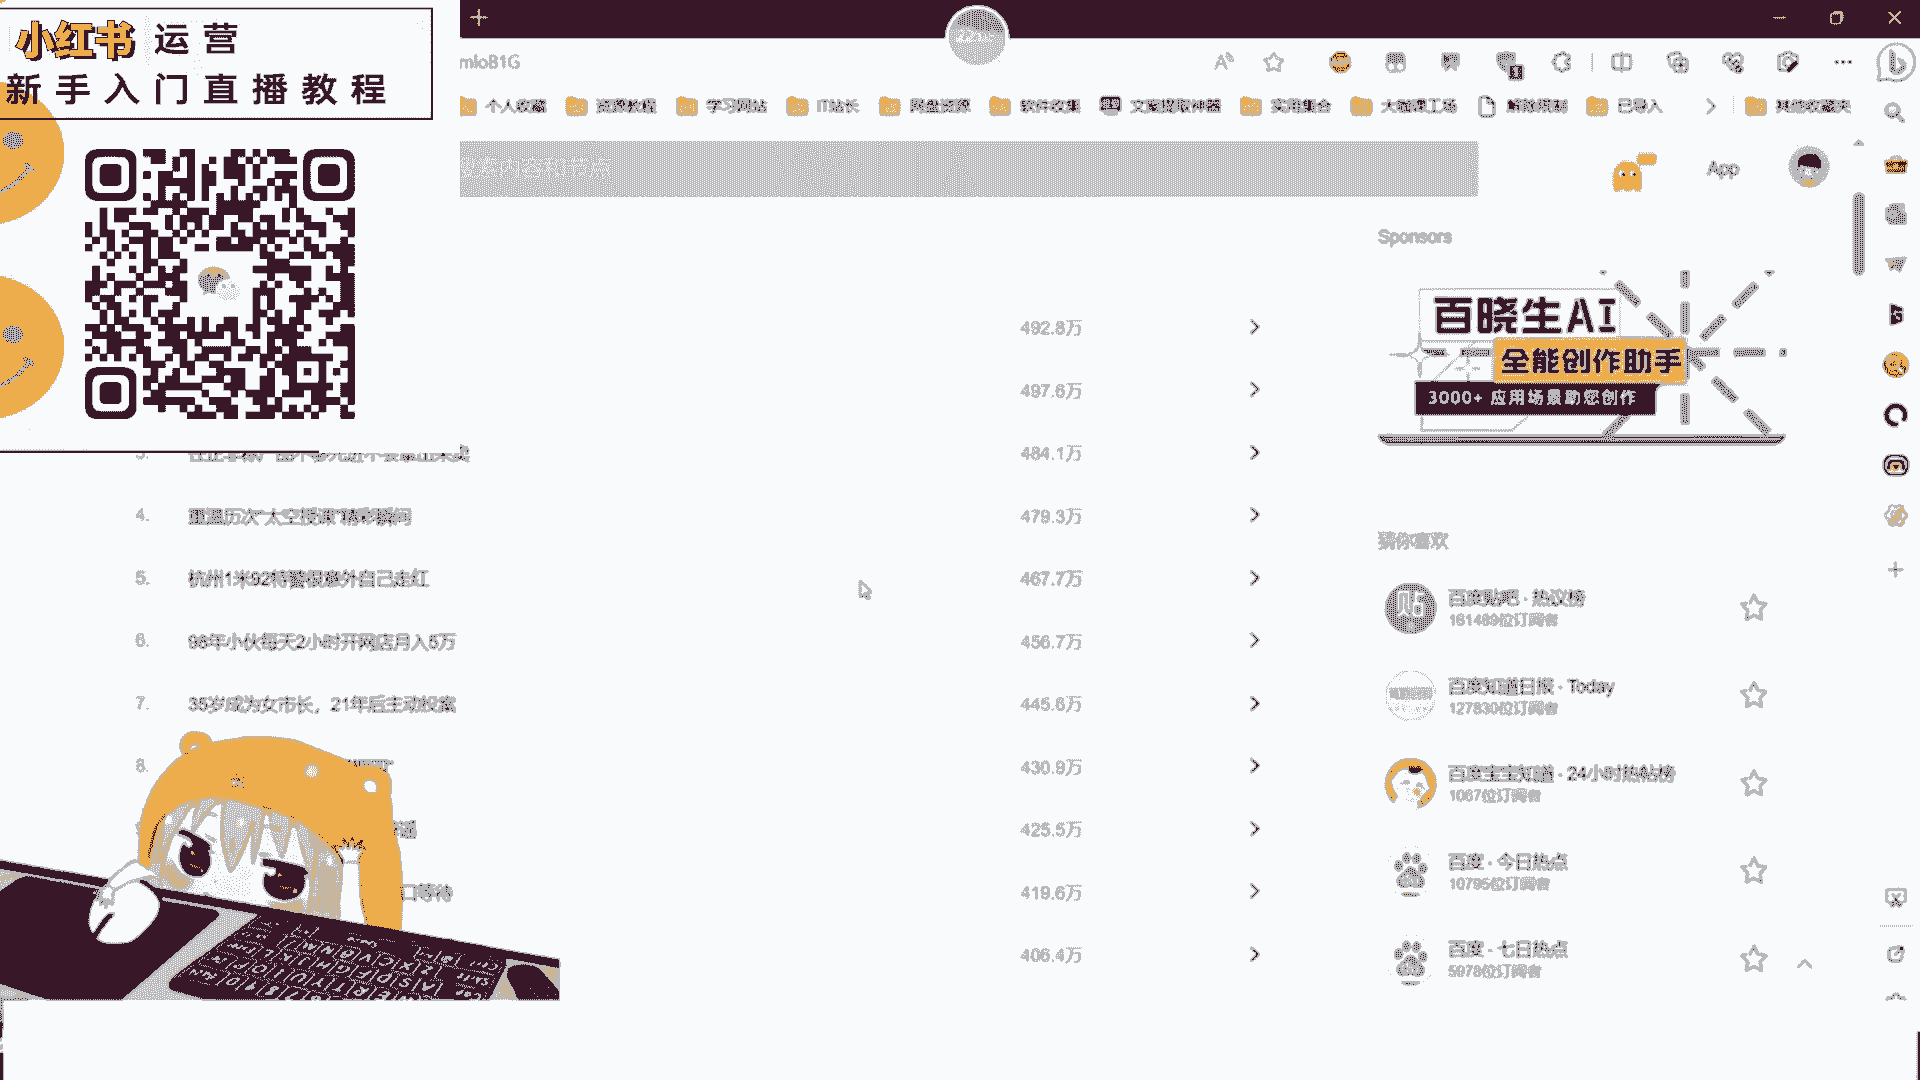 小红书 运营
新手入门直播教程
mloB1G
个人收藏
资源教程
学习网站
IT站长
网盘资源
软件收集
文案提取神器
实用集合
解除限制
已导入
其他收藏夹
搜索内容和节点
App
Sponsors
百晓生AI
全能创作助手
3000+ 应用场景助您创作
492.8万
497.6万
3.
484.1万
4. 重温历次“太空授课”精彩瞬间 479.3万
5. 杭州1米92特警很意外自己走红 467.7万
6. 98年小伙每天2小时开网店月入5万 456.7万
7. 35岁成为女市长，21年后主动投案 445.6万
8. 430.9万
425.5万
口等待 419.6万
406.4万
猜你喜欢
百度贴吧 · 热议榜
161489位订阅者
百度知道日报 · Today
127830位订阅者
百度宝宝知道 · 24小时热帖榜
1067位订阅者
百度 · 今日热点
10795位订阅者
百度 · 七日热点
5978位订阅者